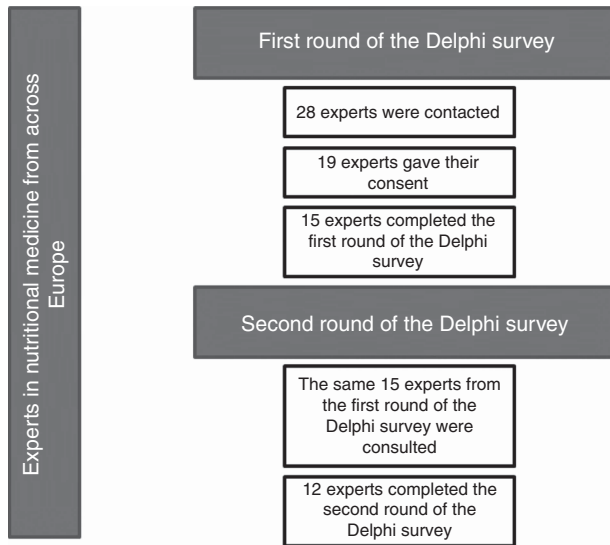 Experts in nutritional medicine from across
Europe
First round of the Delphi survey
28 experts were contacted
19 experts gave their
consent
15 experts completed the
first round of the Delphi
survey
Second round of the Delphi survey
The same 15 experts from
the first round of the
Delphi survey were
consulted
12 experts completed the
second round of the
Delphi survey